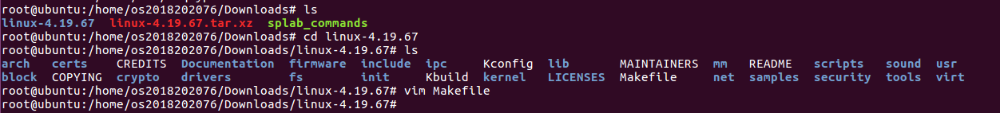 root@ubuntu:/home/os2018202076/Downloads# ls
linux-4.19.67  linux-4.19.67.tar.xz  splab_commands
root@ubuntu:/home/os2018202076/Downloads# cd linux-4.19.67
root@ubuntu:/home/os2018202076/Downloads/linux-4.19.67# ls
arch   certs    CREDITS  Documentation  firmware  include  ipc     Kconfig  lib       MAINTAINERS  mm   README   scripts   sound  usr
block  COPYING  crypto   drivers        fs        init     Kbuild  kernel   LICENSES  Makefile     net  samples  security  tools  virt
root@ubuntu:/home/os2018202076/Downloads/linux-4.19.67# vim Makefile
root@ubuntu:/home/os2018202076/Downloads/linux-4.19.67#